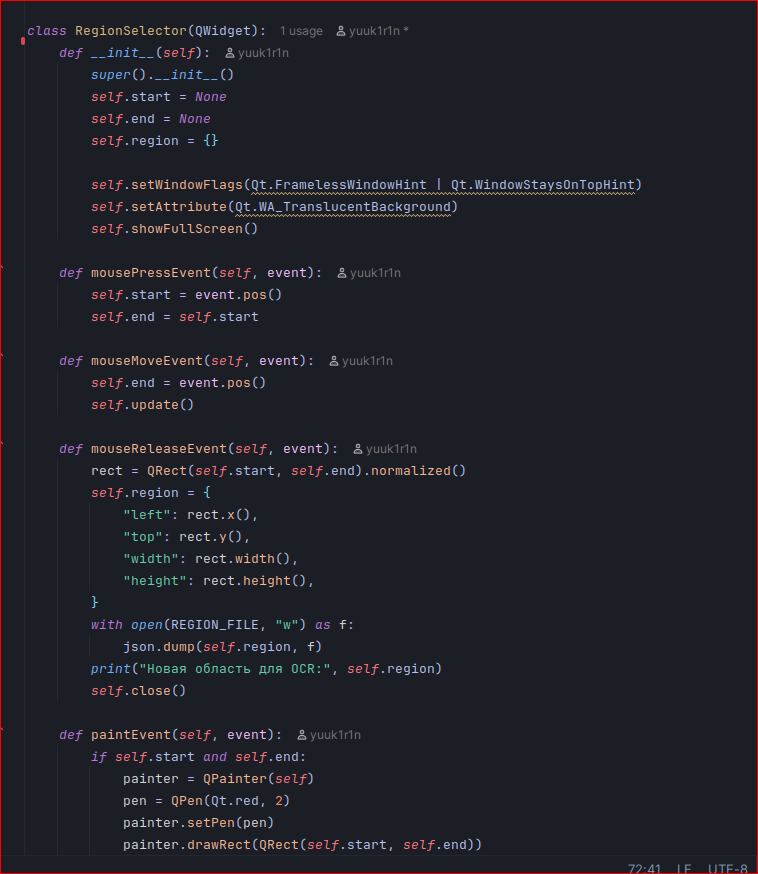 class RegionSelector(QWidget): 1 usage yuuk1r1n *
    def __init__(self): yuuk1r1n
        super().__init__()
        self.start = None
        self.end = None
        self.region = {}

        self.setWindowFlags(Qt.FramelessWindowHint | Qt.WindowStaysOnTopHint)
        self.setAttribute(Qt.WA_TranslucentBackground)
        self.showFullScreen()

    def mousePressEvent(self, event): yuuk1r1n
        self.start = event.pos()
        self.end = self.start

    def mouseMoveEvent(self, event): yuuk1r1n
        self.end = event.pos()
        self.update()

    def mouseReleaseEvent(self, event): yuuk1r1n
        rect = QRect(self.start, self.end).normalized()
        self.region = {
            "left": rect.x(),
            "top": rect.y(),
            "width": rect.width(),
            "height": rect.height(),
        }
        with open(REGION_FILE, "w") as f:
            json.dump(self.region, f)
        print("Новая область для OCR:", self.region)
        self.close()

    def paintEvent(self, event): yuuk1r1n
        if self.start and self.end:
            painter = QPainter(self)
            pen = QPen(Qt.red, 2)
            painter.setPen(pen)
            painter.drawRect(QRect(self.start, self.end))
72:41 LF UTF-8